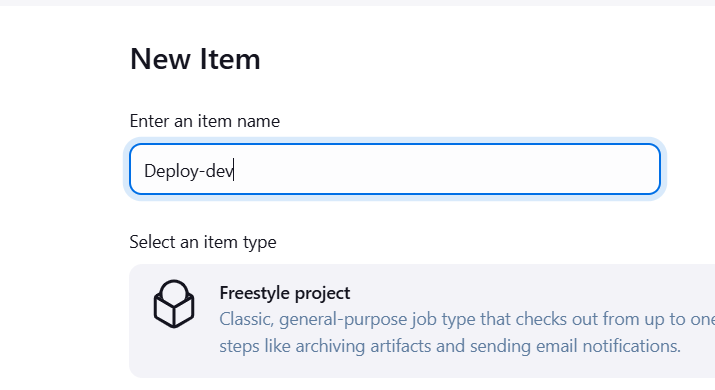 New Item
Enter an item name
Deploy-dev
Select an item type
Freestyle project
Classic, general-purpose job type that checks out from up to one
steps like archiving artifacts and sending email notifications.